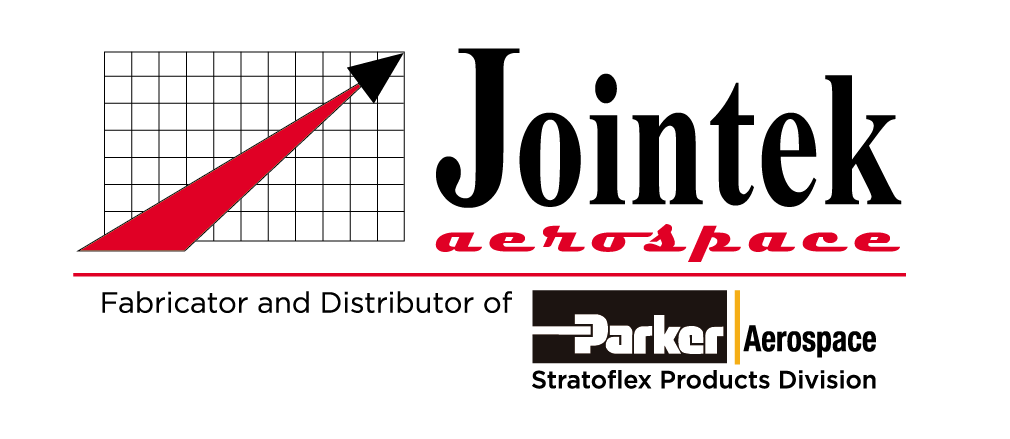 Jointek
aerospace
Fabricator and Distributor of
Parker Aerospace
Stratoflex Products Division